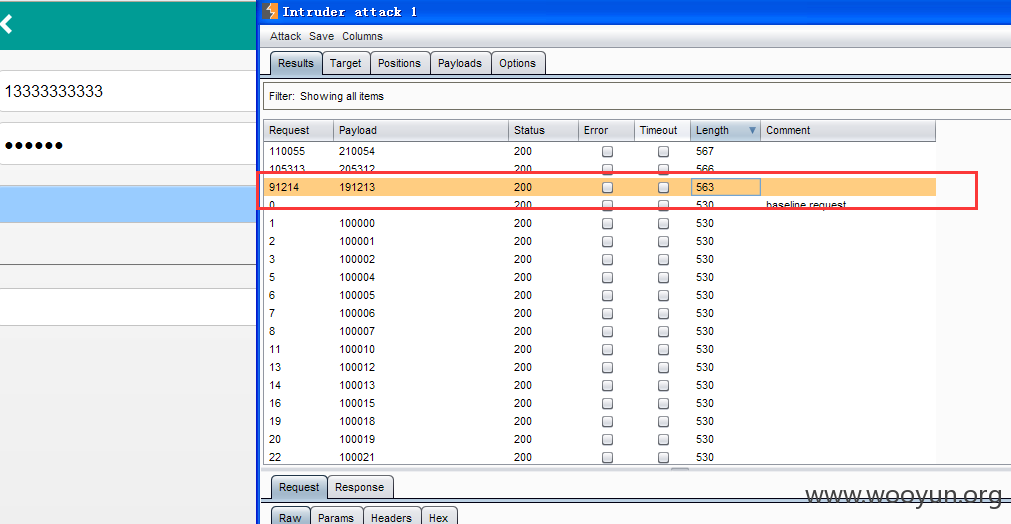 13333333333
••••••
Intruder attack 1
Attack Save Columns
Results Target Positions Payloads Options
Filter: Showing all items
Request Payload Status Error Timeout Length Comment
110055 210054 200 567
105313 205312 200 566
91214 191213 200 563
0 200 530 baseline request
1 100000 200 530
2 100001 200 530
3 100002 200 530
5 100004 200 530
6 100005 200 530
7 100006 200 530
8 100007 200 530
11 100010 200 530
13 100012 200 530
14 100013 200 530
16 100015 200 530
19 100018 200 530
20 100019 200 530
22 100021 200 530
Request Response
Raw Params Headers Hex
www.wooyun.org